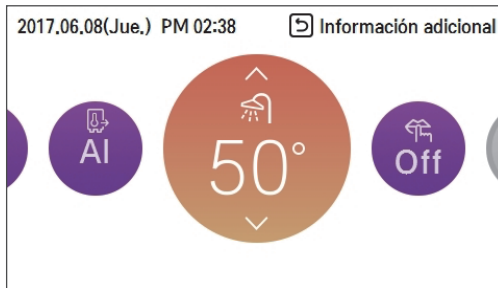 2017.06.08(Jue.) PM 02:38
Información adicional
AI
50°
Off